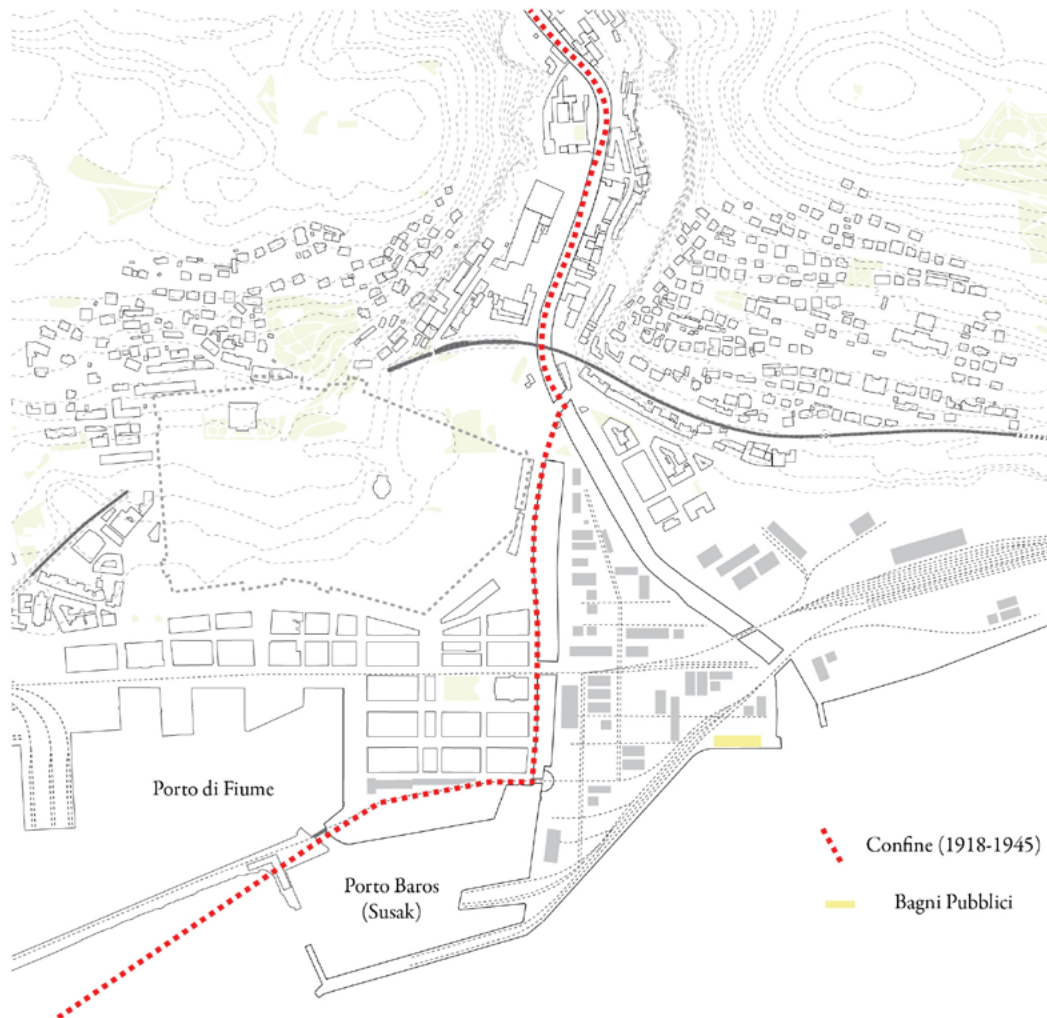 Porto di Fiume
Porto Baros
(Susak)
Confine (1918-1945)
Bagni Pubblici